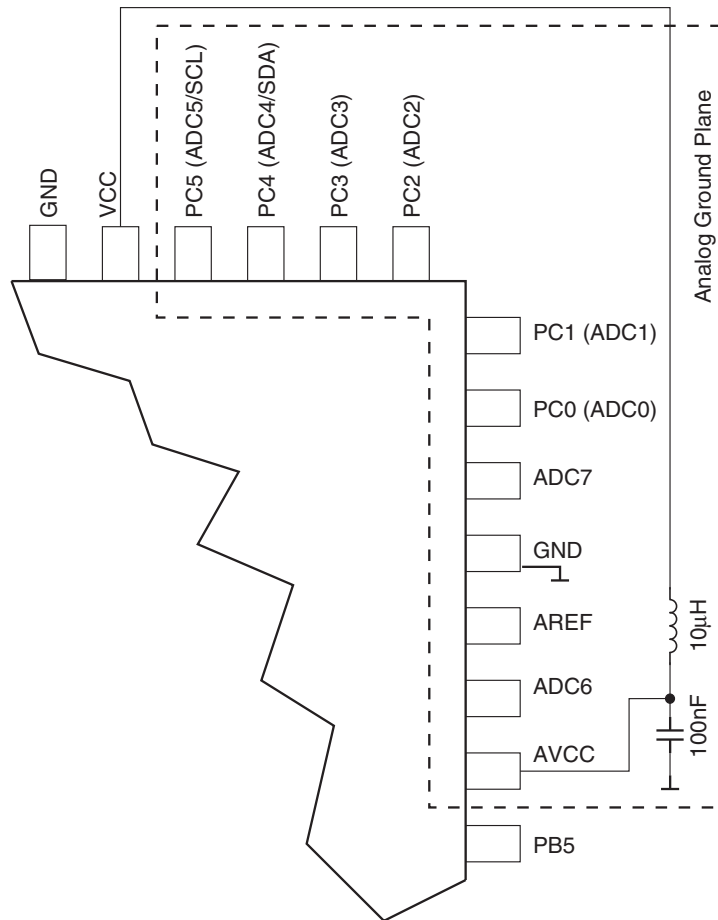 GND
VCC
PC5 (ADC5/SCL)
PC4 (ADC4/SDA)
PC3 (ADC3)
PC2 (ADC2)
Analog Ground Plane
PC1 (ADC1)
PC0 (ADC0)
ADC7
GND
AREF
10µH
ADC6
100nF
AVCC
PB5